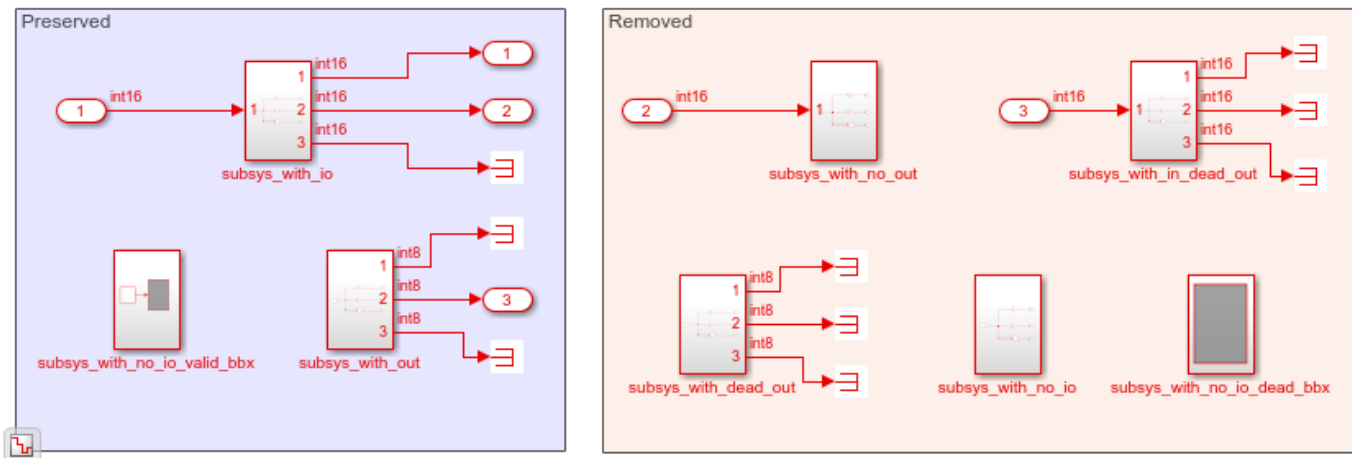 Preserved
1
int16
1
1
int16
2
int16
3
int16
subsys_with_io
1
2
subsys_with_no_io_valid_bbx
1
int8
2
int8
3
int8
subsys_with_out
3
Removed
2
int16
1
subsys_with_no_out
3
int16
1
int16
2
int16
3
int16
subsys_with_in_dead_out
1
int8
2
int8
3
int8
subsys_with_dead_out
subsys_with_no_io
subsys_with_no_io_dead_bbx